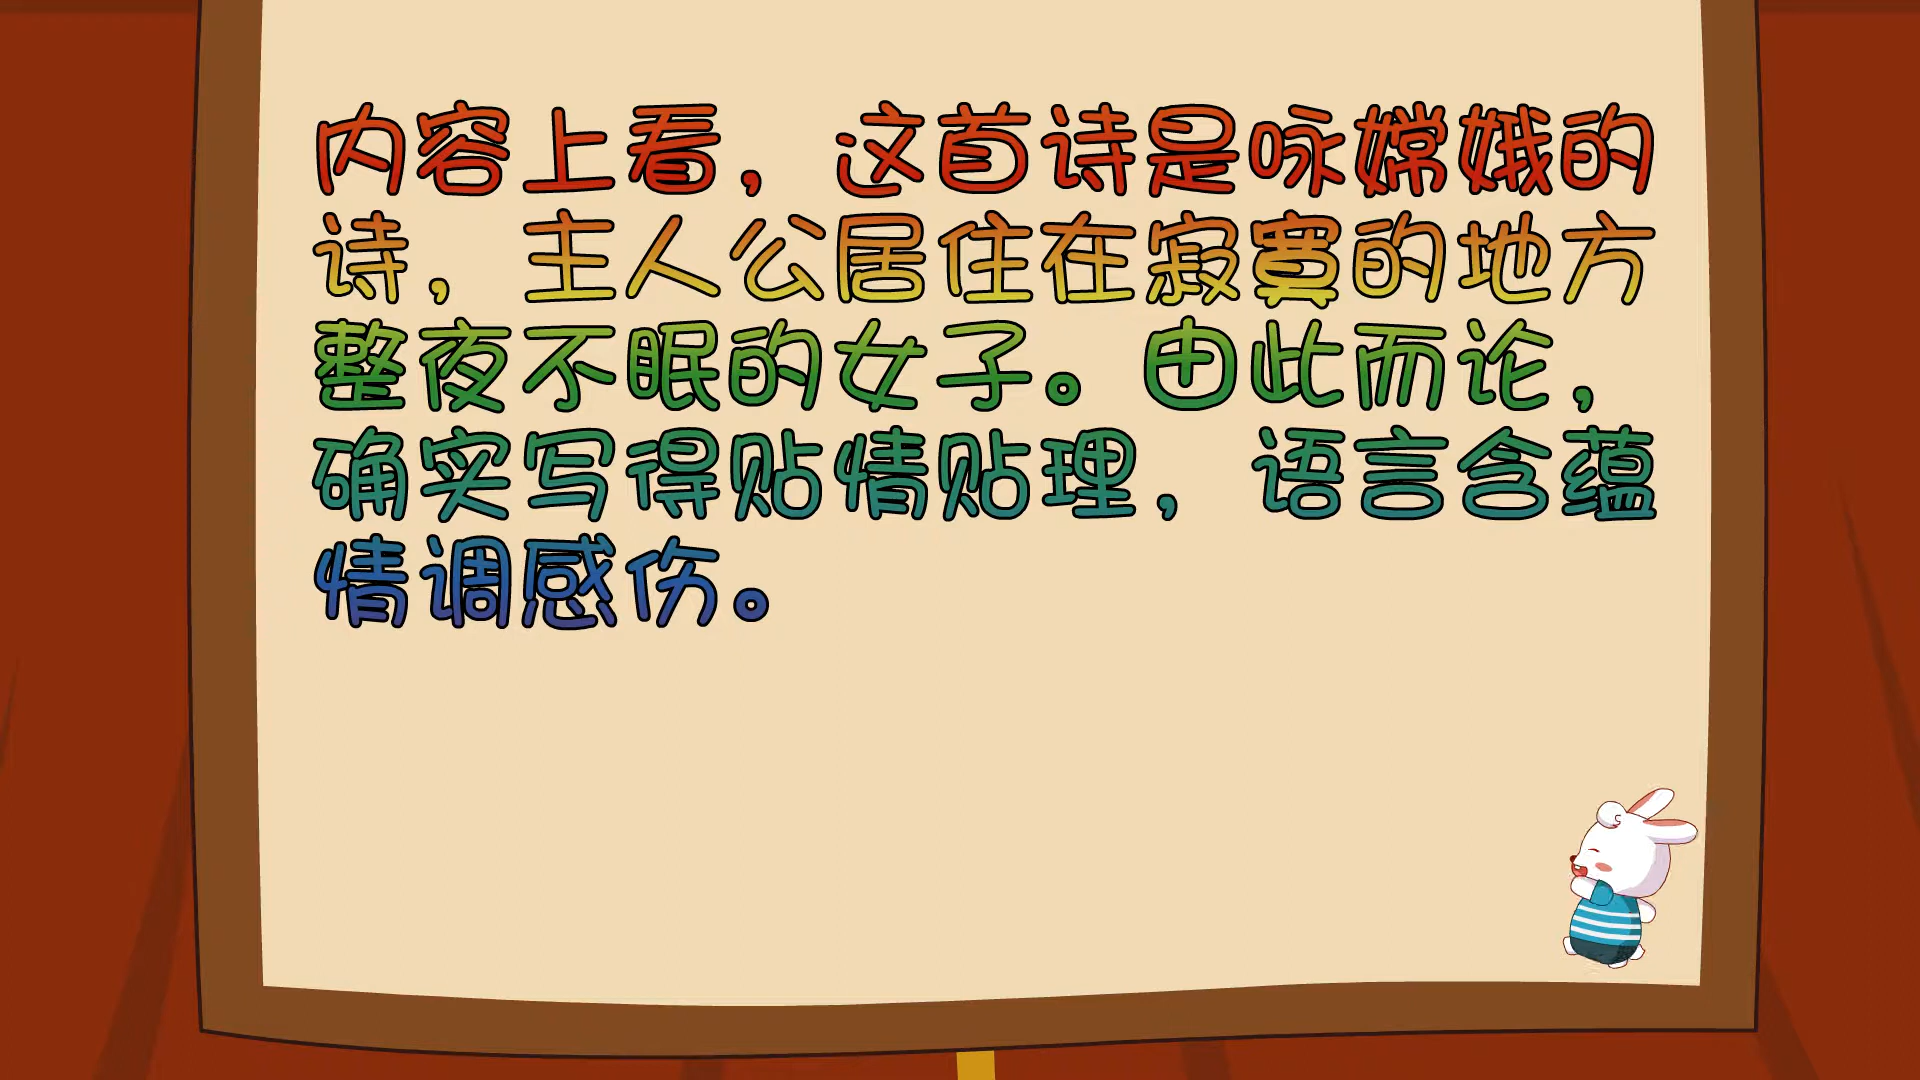 内容上看，这首诗是咏嫦娥的
诗，主人公居住在寂寞的地方
整夜不眠的女子。由此而论，
确实写得贴情贴理，语言含蕴
情调感伤。